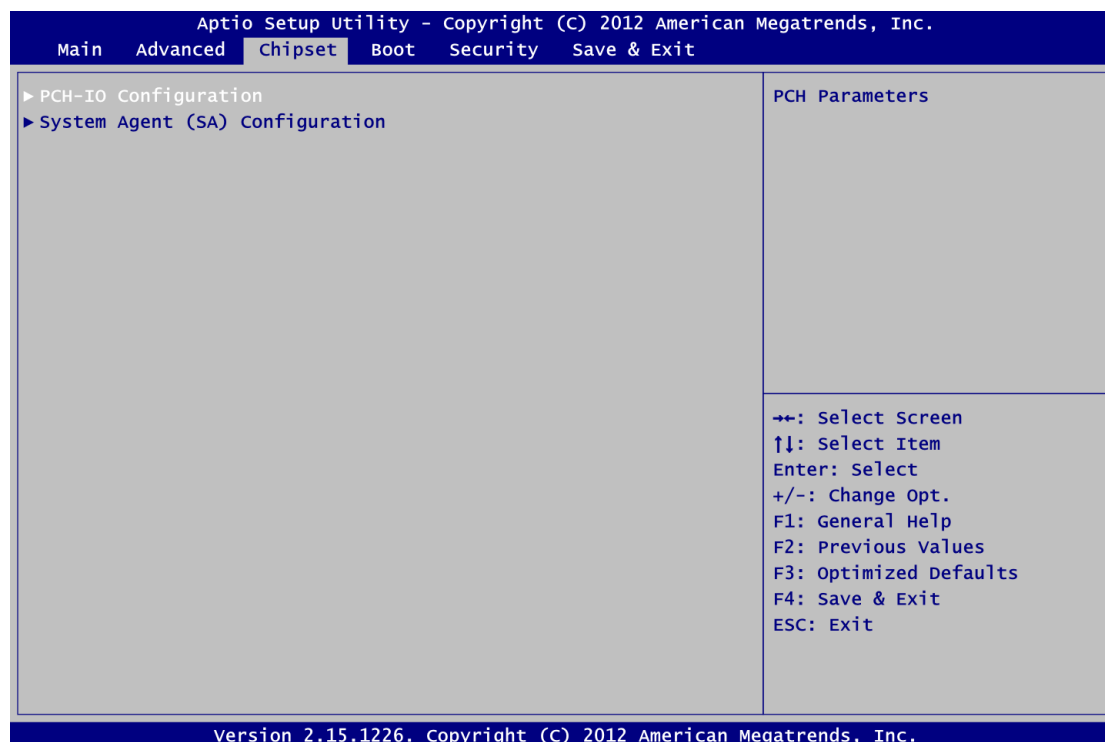 Aptio Setup Utility – Copyright (C) 2012 American Megatrends, Inc.
Main Advanced Chipset Boot Security Save & Exit
▶ PCH-IO Configuration
▶ System Agent (SA) Configuration
PCH Parameters
→←: Select Screen
↑↓: Select Item
Enter: Select
+/-: Change Opt.
F1: General Help
F2: Previous Values
F3: Optimized Defaults
F4: Save & Exit
ESC: Exit
Version 2.15.1226. Copyright (C) 2012 American Megatrends, Inc.